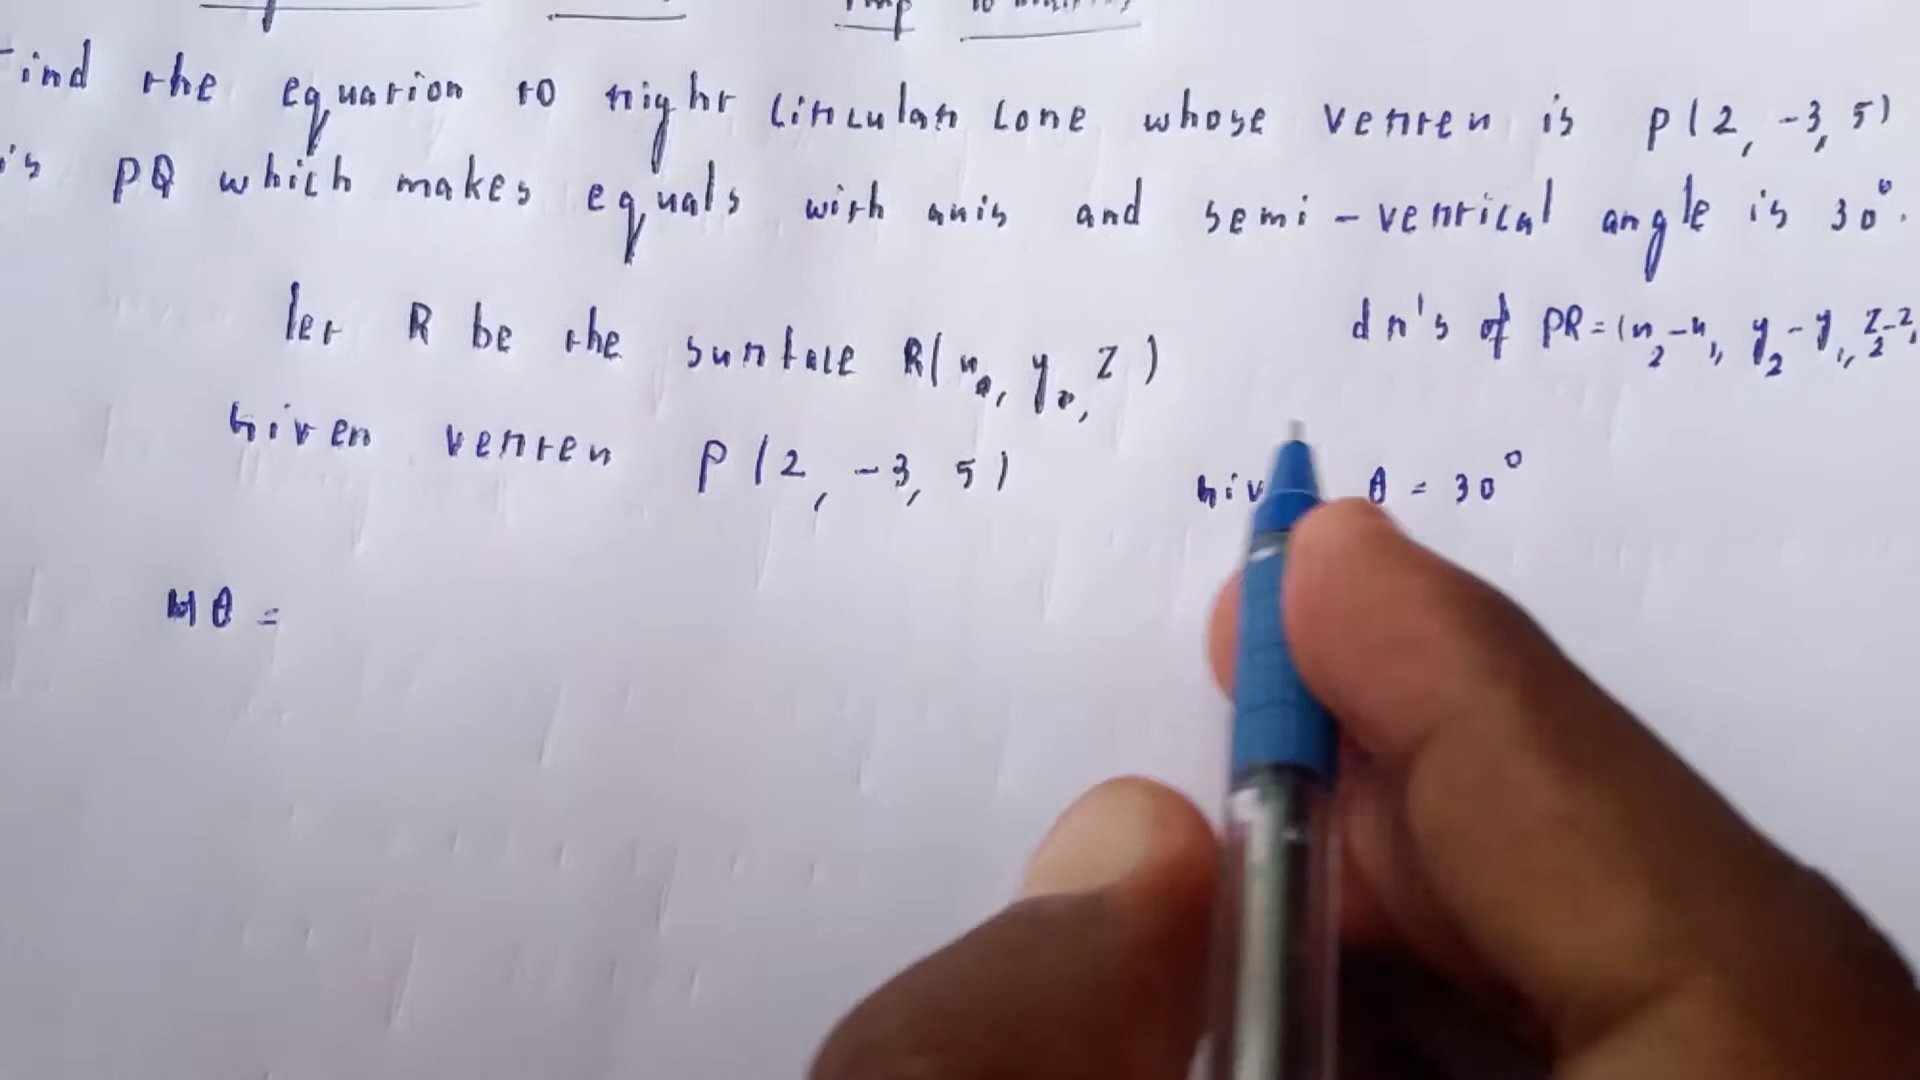 ind the equation to right circular cone whose vertex is P(2, -3, 5)
is PQ which makes equals with axis and semi-vertical angle is 30°.
let R be the surface R(x, y, z)
dr's of PR = (x₂-x₁, y₂-y₁, z₂-z₁
Given vertex P(2, -3, 5)
Giv θ = 30°
cos θ =